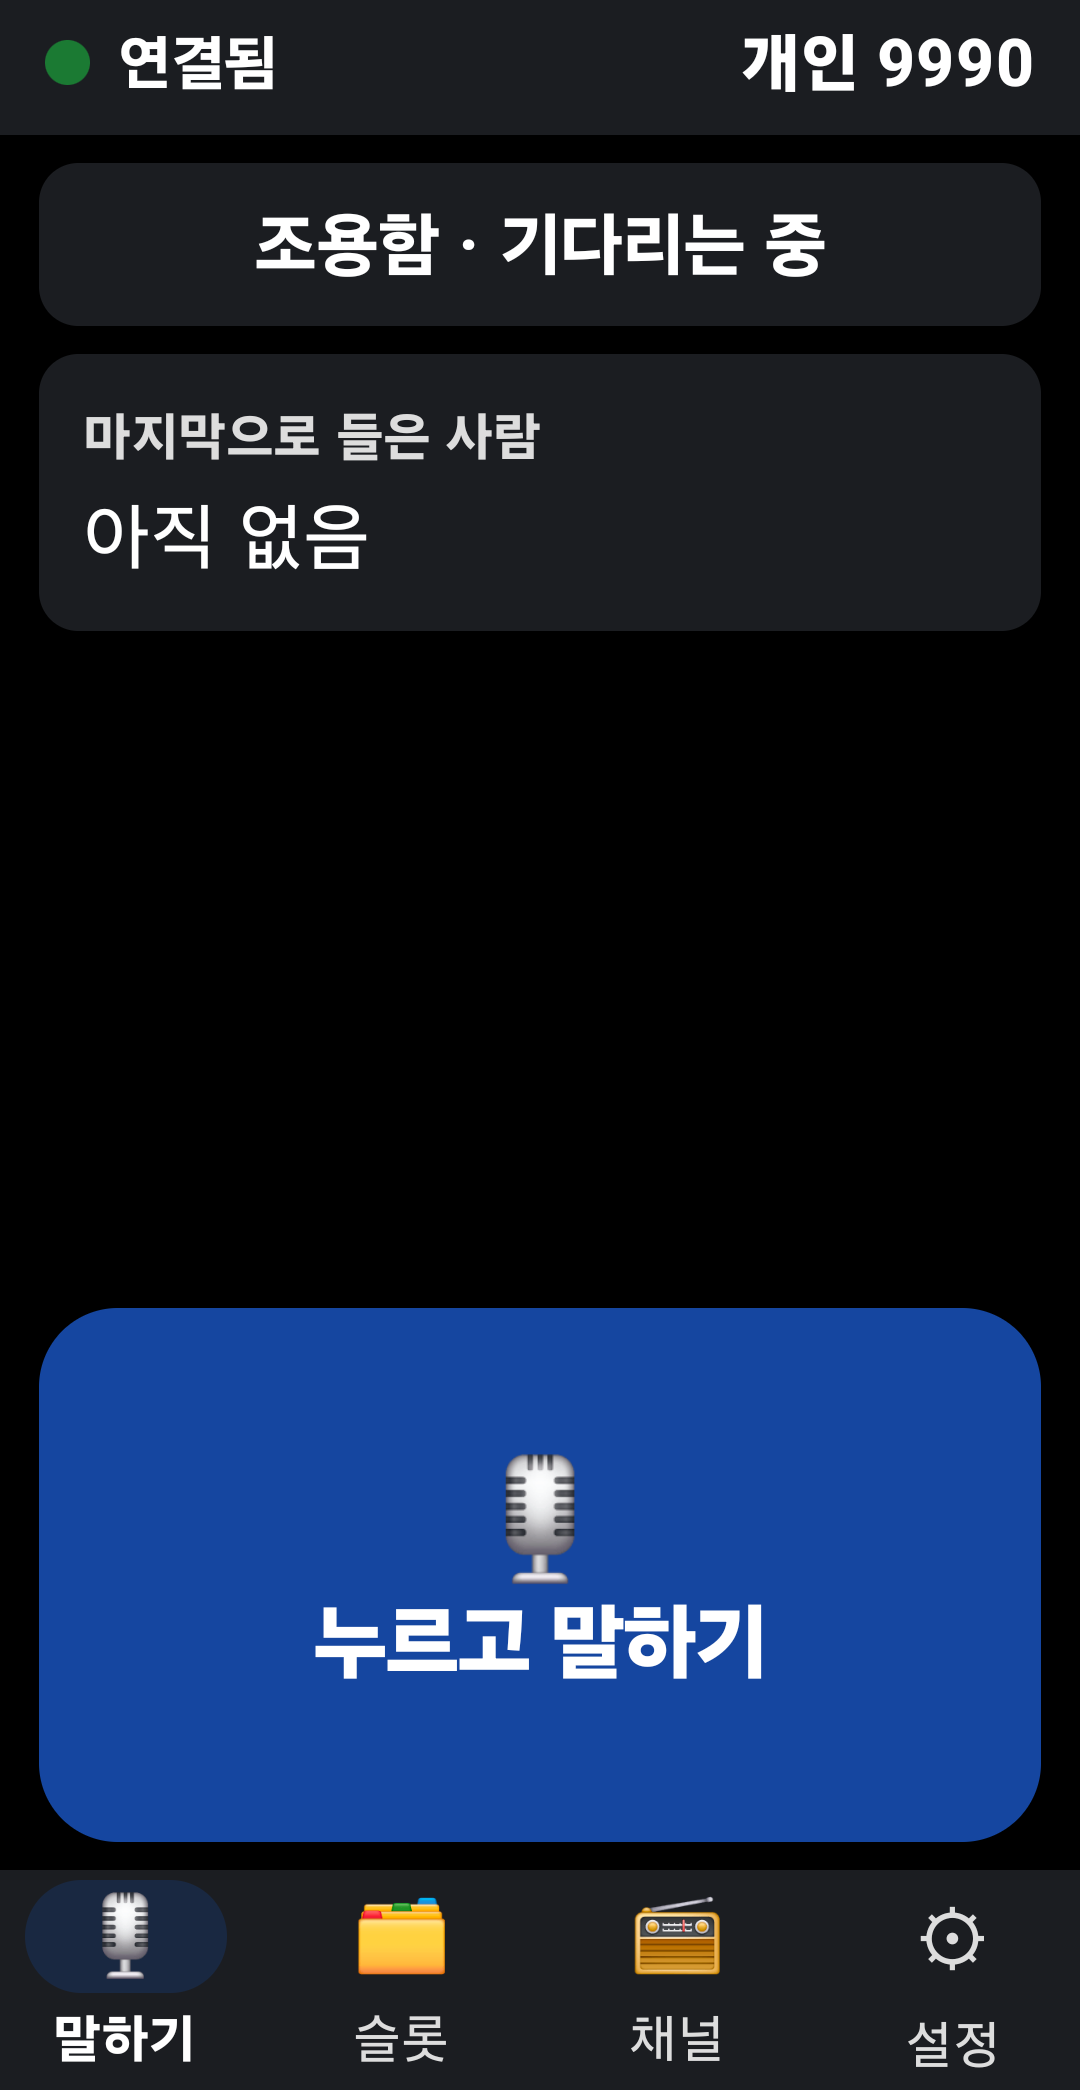 연결됨
개인 9990
조용함 · 기다리는 중
마지막으로 들은 사람
아직 없음
누르고 말하기
말하기
슬롯
채널
설정